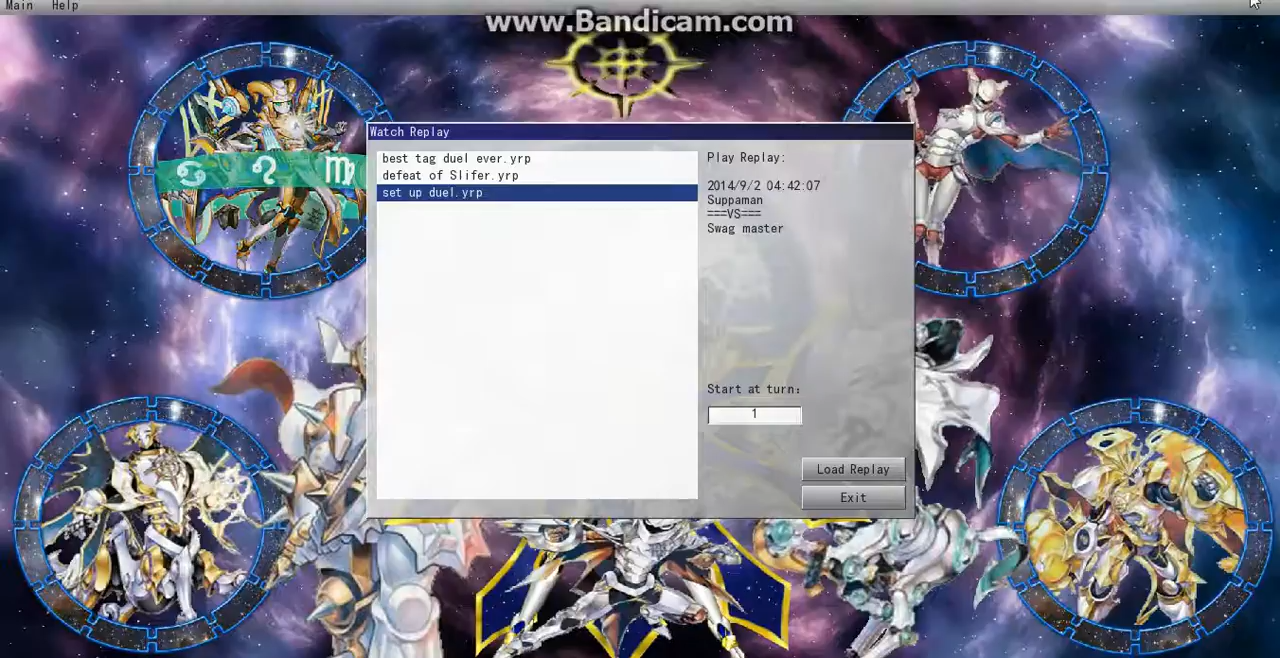 Main Help
www.Bandicam.com
Watch Replay
best tag duel ever.yrp
defeat of Slifer.yrp
set up duel.yrp
Play Replay:
2014/9/2 04:42:07
Suppaman
===VS===
Swag master
Start at turn:
1
Load Replay
Exit